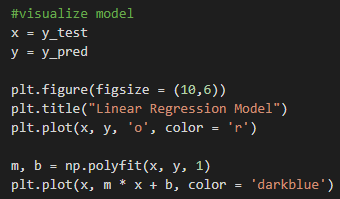 #visualize model
x = y_test
y = y_pred
plt.figure(figsize = (10,6))
plt.title("Linear Regression Model")
plt.plot(x, y, 'o', color = 'r')
m, b = np.polyfit(x, y, 1)
plt.plot(x, m * x + b, color = 'darkblue')